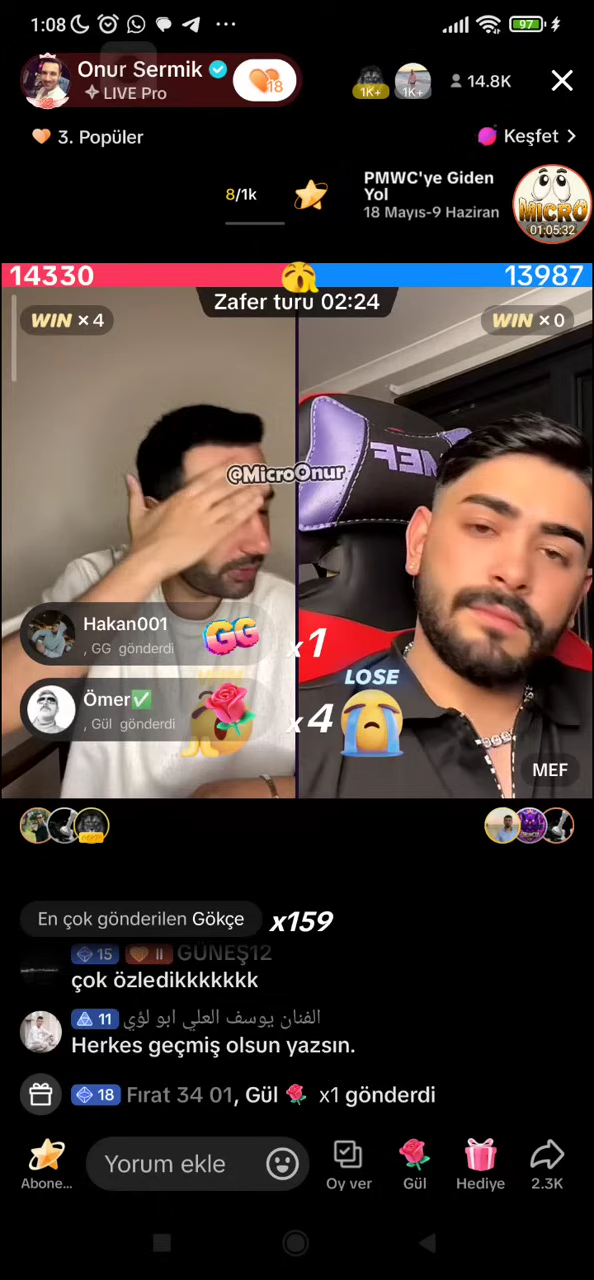 1:08
97
Onur Sermik
LIVE Pro
18
1K+
1K+
14.8K
3. Popüler
Keşfet
8/1k
PMWC'ye Giden
Yol
18 Mayıs-9 Haziran
MICRO
01:05:32
14330
13987
Zafer turu 02:24
WIN x 4
WIN x 0
MEF
@MicroOnur
Hakan001
, GG gönderdi
GG
x1
LOSE
Ömer✅
, Gül gönderdi
x4
MEF
En çok gönderilen Gökçe
x159
15 II GÜNEŞ12
çok özledikkkkkkk
11 الفنان يوسف العلي ابو لؤي
Herkes geçmiş olsun yazsın.
18 Fırat 34 01, Gül 🌹 x1 gönderdi
Abone...
Yorum ekle
Oy ver
Gül
Hediye
2.3K